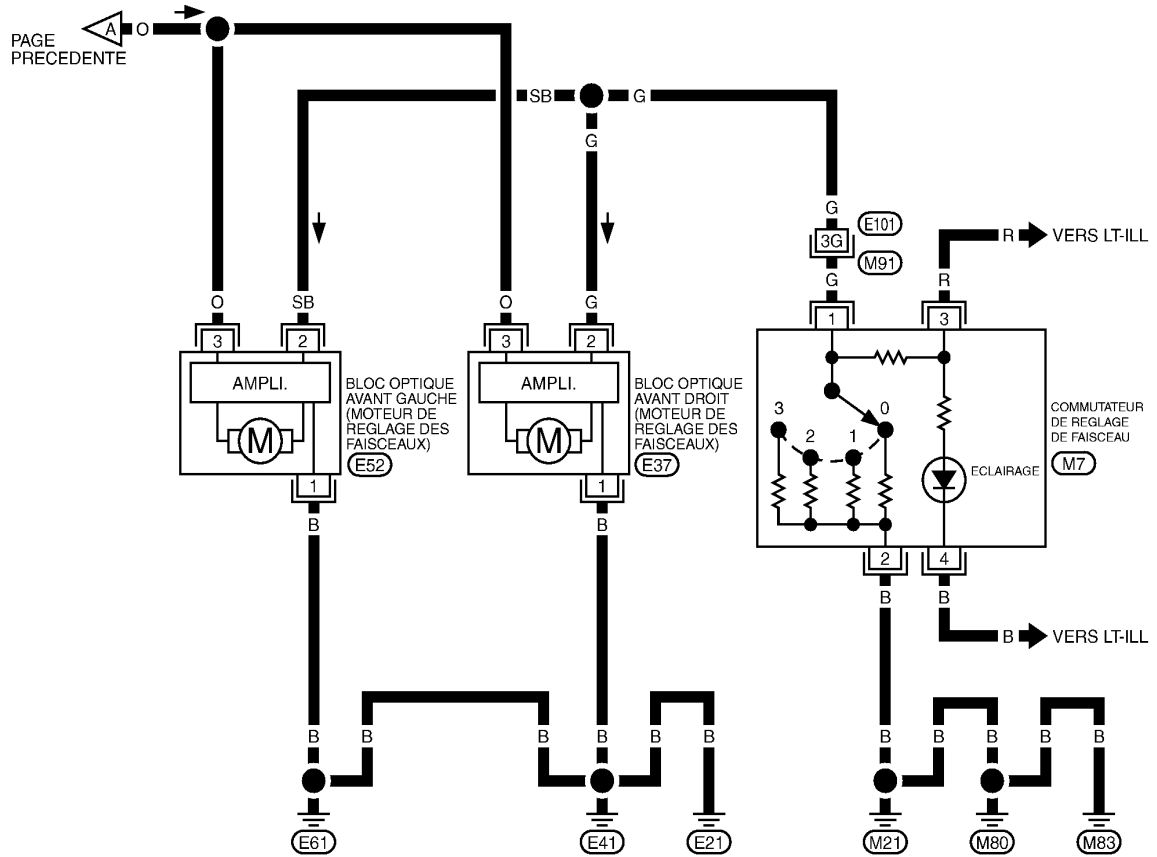 A O
PAGE
PRECEDENTE
SB G
G
G E101
3G
M91
G
R VERS LT-ILL
R
O SB O G
3 2 3 2 1 3
AMPLI.
M
1
BLOC OPTIQUE
AVANT GAUCHE
(MOTEUR DE
REGLAGE DES
FAISCEAUX)
E52
AMPLI.
M
1
BLOC OPTIQUE
AVANT DROIT
(MOTEUR DE
REGLAGE DES
FAISCEAUX)
E37
3 2 1 0
ECLAIRAGE
COMMUTATEUR
DE REGLAGE
DE FAISCEAU
M7
2 4
B B B B
B VERS LT-ILL
B B B B B B B B B B B
E61 E41 E21 M21 M80 M83